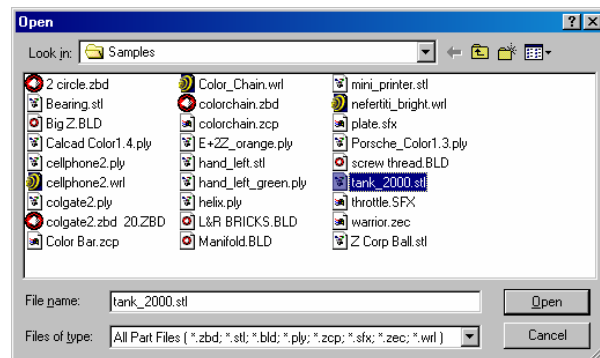 Open
Look in: Samples
2 circle.zbd
Bearing.stl
Big Z.BLD
Calcad Color1.4.ply
cellphone2.ply
cellphone2.wrl
colgate2.ply
colgate2.zbd 20.ZBD
Color Bar.zcp
Color_Chain.wrl
colorchain.zbd
colorchain.zcp
E+2Z_orange.ply
hand_left.stl
hand_left_green.ply
helix.ply
L&R BRICKS.BLD
Manifold.BLD
mini_printer.stl
nefertiti_bright.wrl
plate.sfx
Porsche_Color1.3.ply
screw thread.BLD
tank_2000.stl
throttle.SFX
warrior.zec
Z Corp Ball.stl
File name: tank_2000.stl Open
Files of type: All Part Files ( *.zbd; *.stl; *.bld; *.ply; *.zcp; *.sfx; *.zec; *.wrl ) Cancel